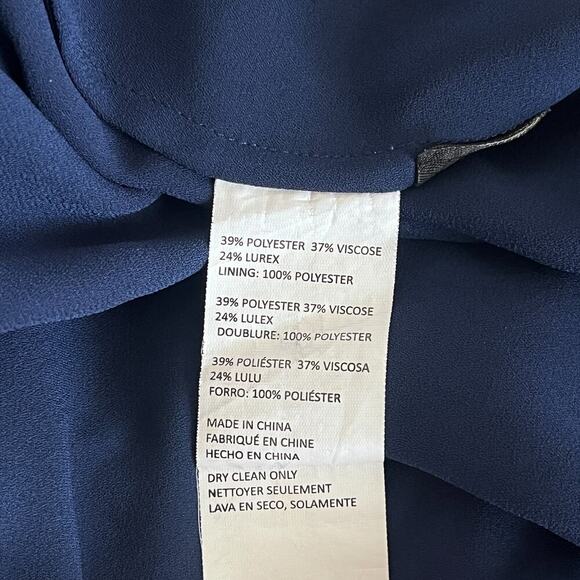 39% POLYESTER 37% VISCOSE
24% LUREX
LINING: 100% POLYESTER
39% POLYESTER 37% VISCOSE
24% LULEX
DOUBLURE: 100% POLYESTER
39% POLIÉSTER 37% VISCOSA
24% LULU
FORRO: 100% POLIÉSTER
MADE IN CHINA
FABRIQUÉ EN CHINE
HECHO EN CHINA
DRY CLEAN ONLY
NETTOYER SEULEMENT
LAVA EN SECO, SOLAMENTE